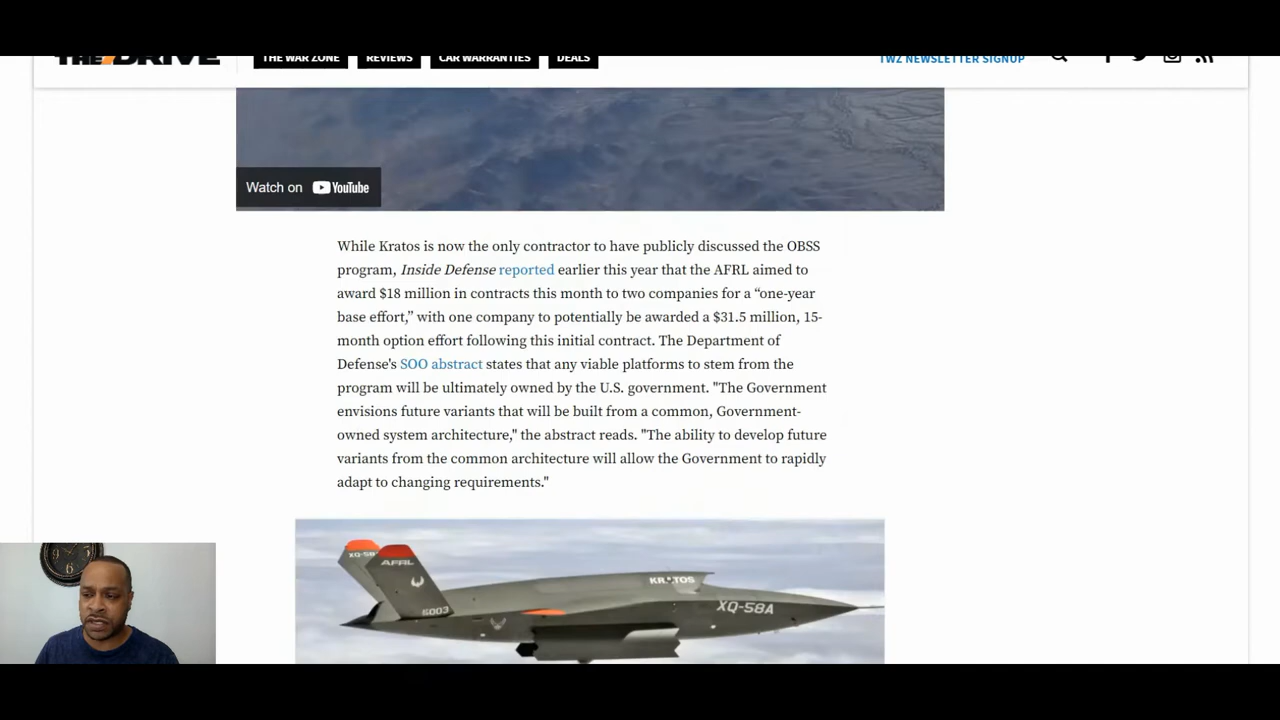 THE DRIVE
THE WAR ZONE
REVIEWS
CAR WARRANTIES
DEALS
TWZ NEWSLETTER SIGNUP
Watch on YouTube
While Kratos is now the only contractor to have publicly discussed the OBSS
program, Inside Defense reported earlier this year that the AFRL aimed to
award $18 million in contracts this month to two companies for a “one-year
base effort,” with one company to potentially be awarded a $31.5 million, 15-
month option effort following this initial contract. The Department of
Defense's SOO abstract states that any viable platforms to stem from the
program will be ultimately owned by the U.S. government. "The Government
envisions future variants that will be built from a common, Government-
owned system architecture," the abstract reads. "The ability to develop future
variants from the common architecture will allow the Government to rapidly
adapt to changing requirements."
XQ-58A
AFRL
5003
KRATOS
XQ-58A
9
3
6